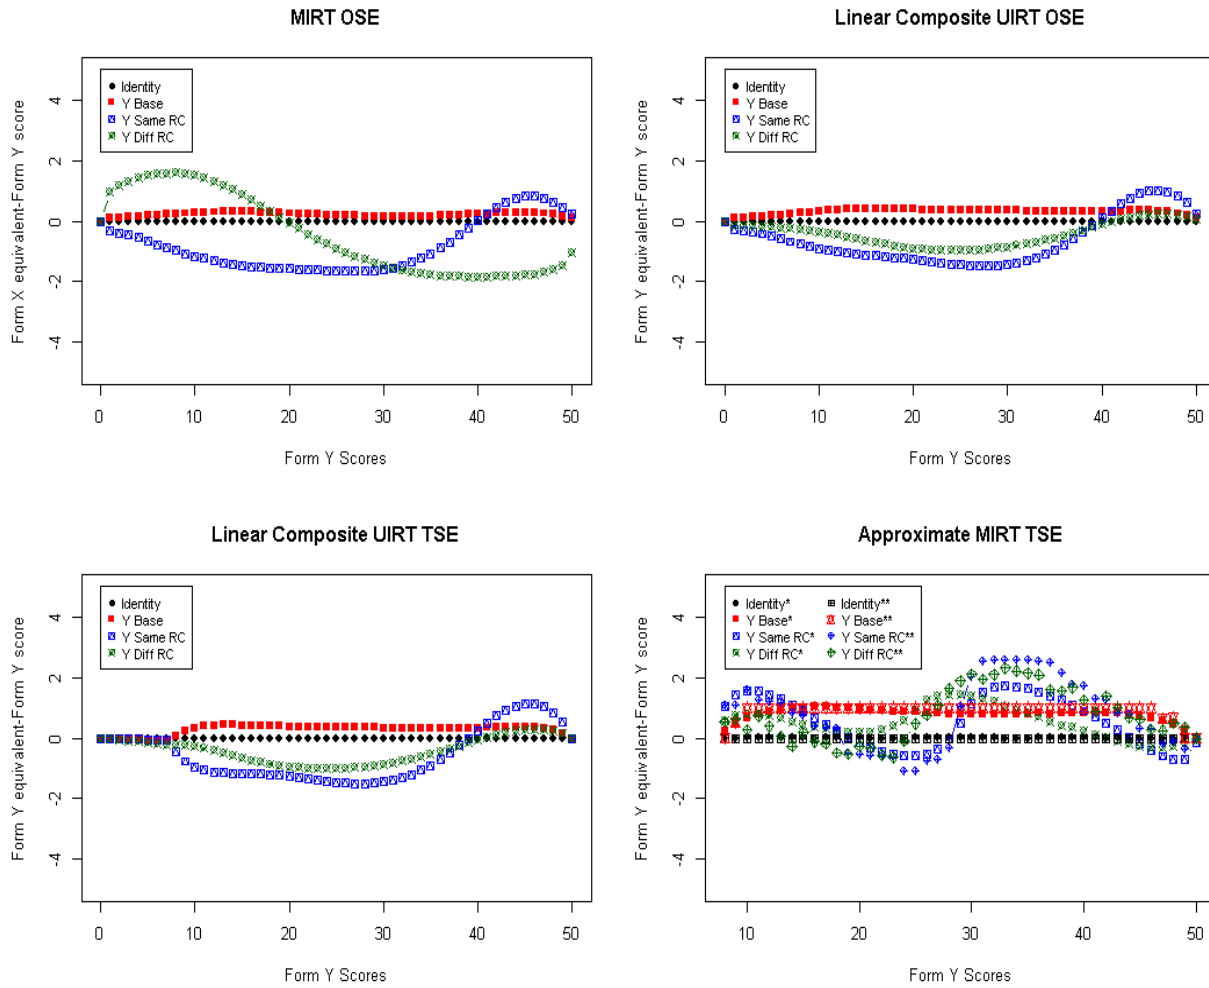 MIRT OSE
Identity
Y Base
Y Same RC
Y Diff RC
4
2
0
-2
-4
Form X equivalent-Form Y score
0 10 20 30 40 50
Form Y Scores
Linear Composite UIRT OSE
Identity
Y Base
Y Same RC
Y Diff RC
4
2
0
-2
-4
Form Y equivalent-Form Y score
0 10 20 30 40 50
Form Y Scores
Linear Composite UIRT TSE
Identity
Y Base
Y Same RC
Y Diff RC
4
2
0
-2
-4
Form Y equivalent-Form Y score
0 10 20 30 40 50
Form Y Scores
Approximate MIRT TSE
Identity* Identity**
Y Base* Y Base**
Y Same RC* Y Same RC**
Y Diff RC* Y Diff RC**
4
2
0
-2
-4
Form Y equivalent-Form Y score
10 20 30 40 50
Form Y Scores